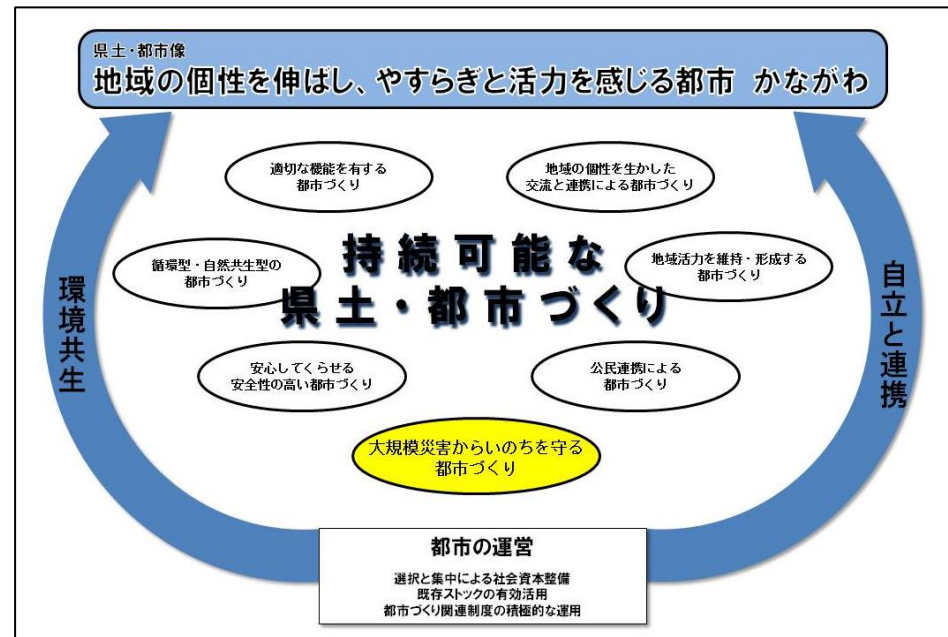 県土・都市像
地域の個性を伸ばし、やすらぎと活力を感じる都市 かながわ
適切な機能を有する
都市づくり
地域の個性を生かした
交流と連携による都市づくり
持続可能な
県土・都市づくり
循環型・自然共生型の
都市づくり
地域活力を維持・形成する
都市づくり
環境共生
自立と連携
安心してくらせる
安全性の高い都市づくり
公民連携による
都市づくり
大規模災害からいのちを守る
都市づくり
都市の運営
選択と集中による社会資本整備
既存ストックの有効活用
都市づくり関連制度の積極的な運用